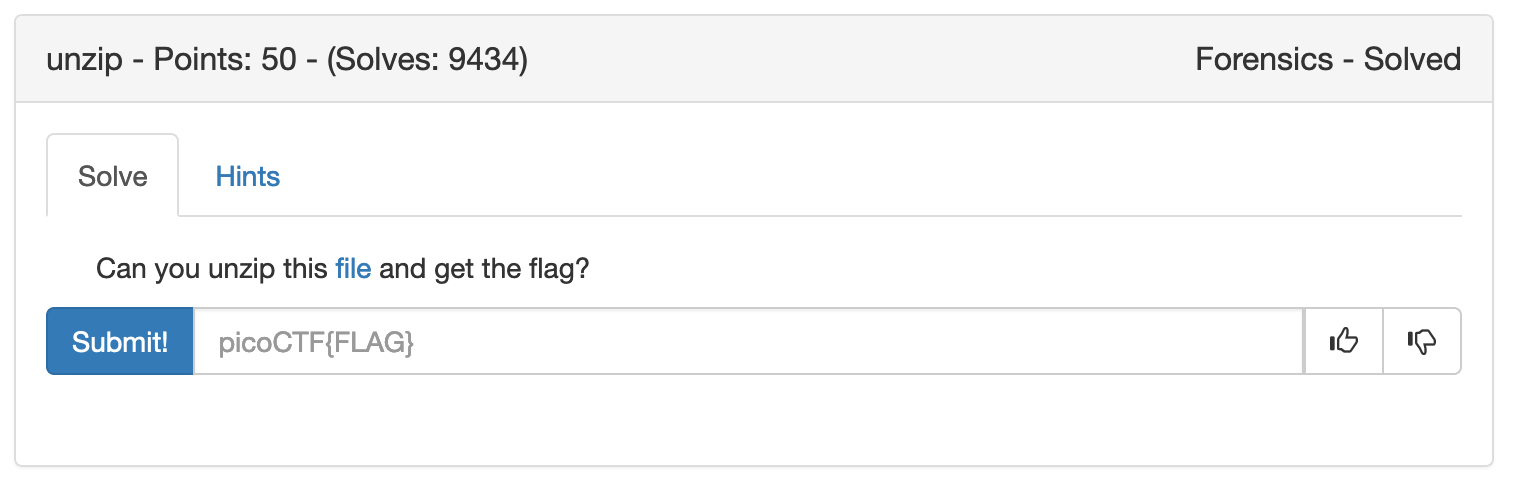 unzip - Points: 50 - (Solves: 9434) Forensics - Solved
Solve Hints
Can you unzip this file and get the flag?
Submit! picoCTF{FLAG}